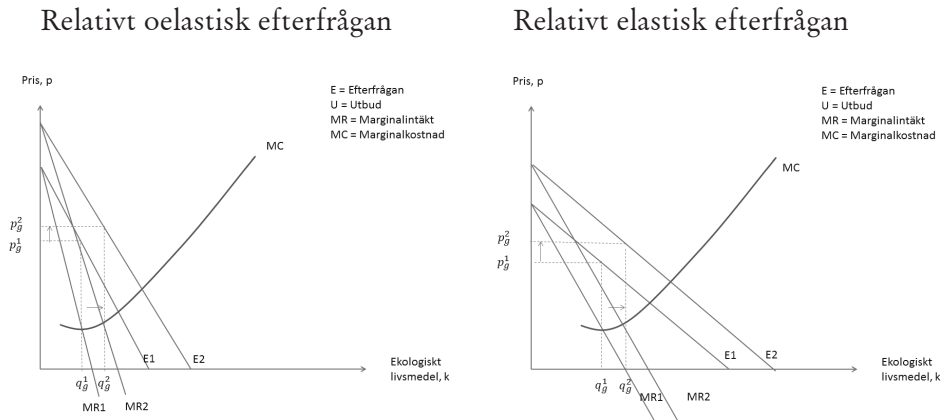 Relativt oelastisk efterfrågan
Pris, p
E = Efterfrågan
U = Utbud
MR = Marginalintäkt
MC = Marginalkostnad
MC
p_g^2
p_g^1
E1
E2
Ekologiskt
livsmedel, k
q_g^1
q_g^2
MR1
MR2
Relativt elastisk efterfrågan
Pris, p
E = Efterfrågan
U = Utbud
MR = Marginalintäkt
MC = Marginalkostnad
MC
p_g^2
p_g^1
E1
E2
Ekologiskt
livsmedel, k
q_g^1
q_g^2
MR1
MR2